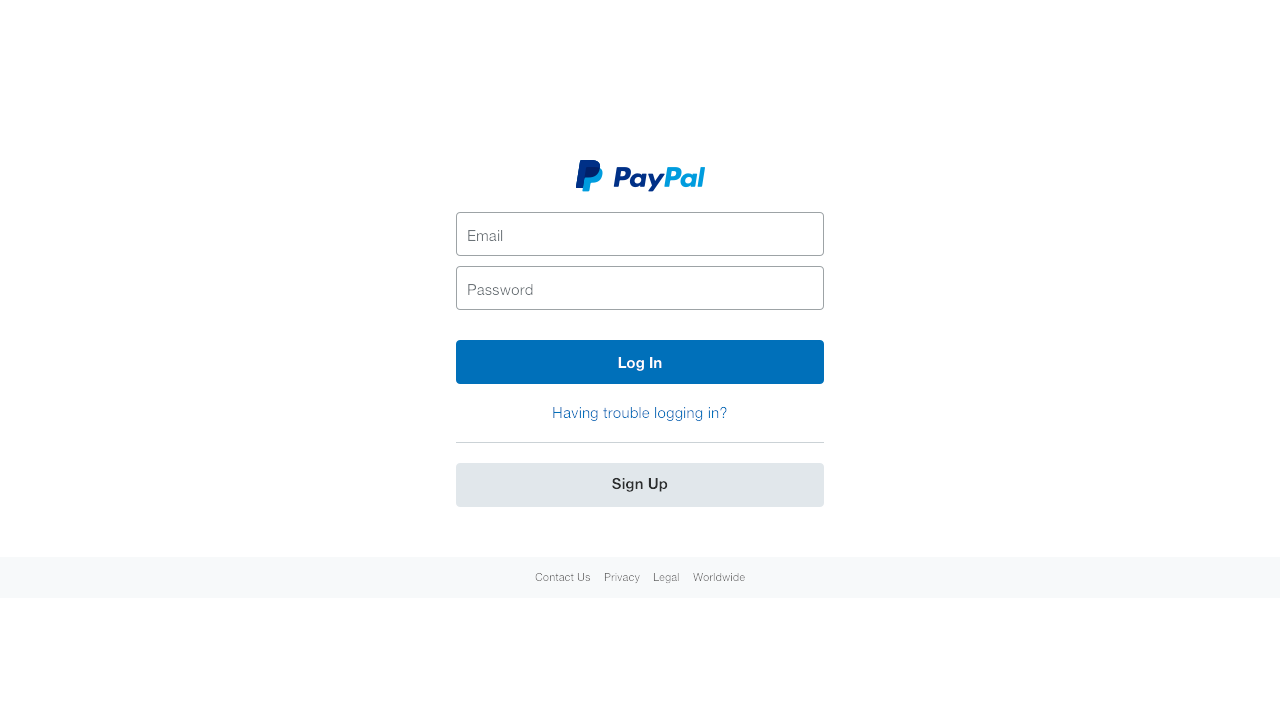 PayPal
Email
Password
Log In
Having trouble logging in?
Sign Up
Contact Us Privacy Legal Worldwide